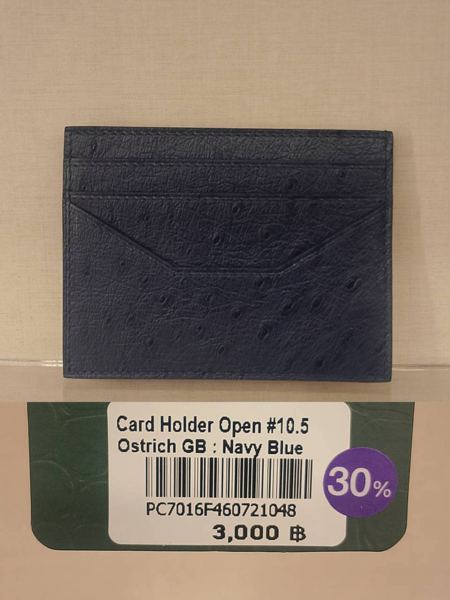 Card Holder Open #10.5
Ostrich GB : Navy Blue
30%
PC7016F460721048
3,000 ฿